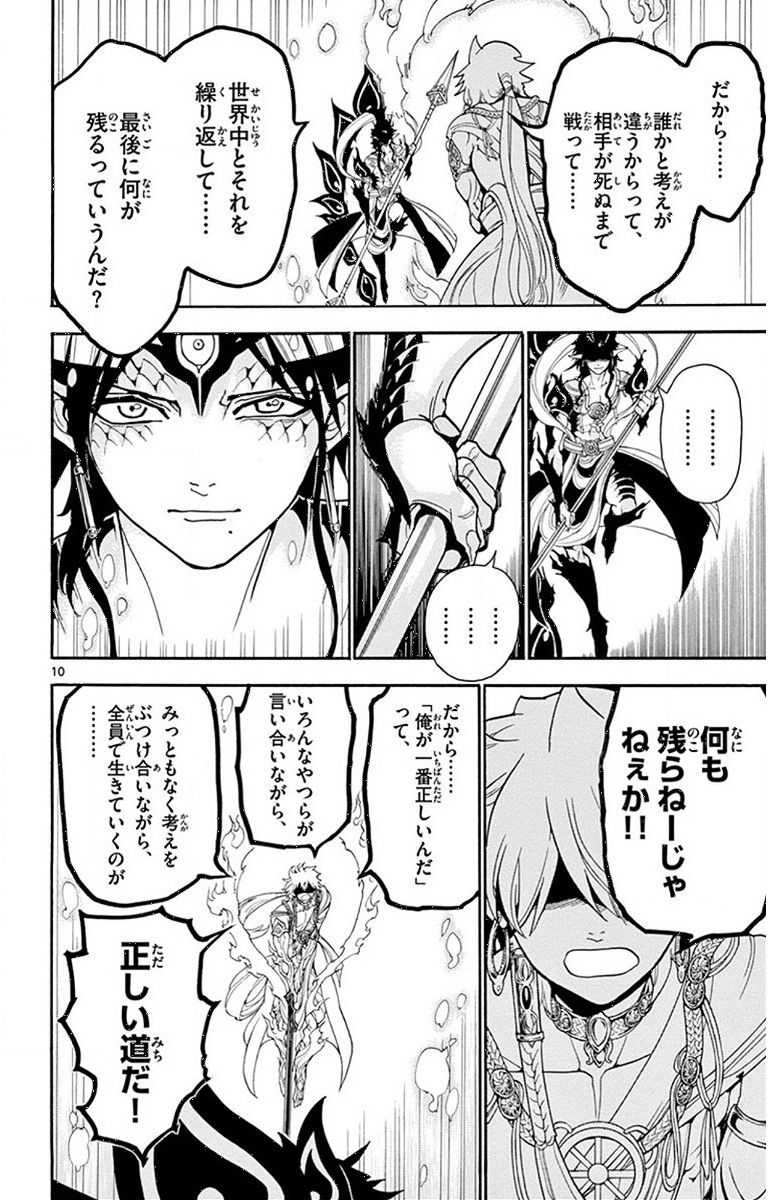 だから……
誰かと考えが
違うからって、
相手が死ぬまで
戦って……
世界中とそれを
繰り返して……
最後に何が
残るっていうんだ？
………
………
………
………
………
10
何も
残らねーじゃ
ねぇか!!
だから……
「俺が一番正しいんだ」
って、
いろんなやつらが
言い合いながら、
みっともなく考えを
ぶつけ合いながら、
全員で生きていくのが
………
正しい道だ！